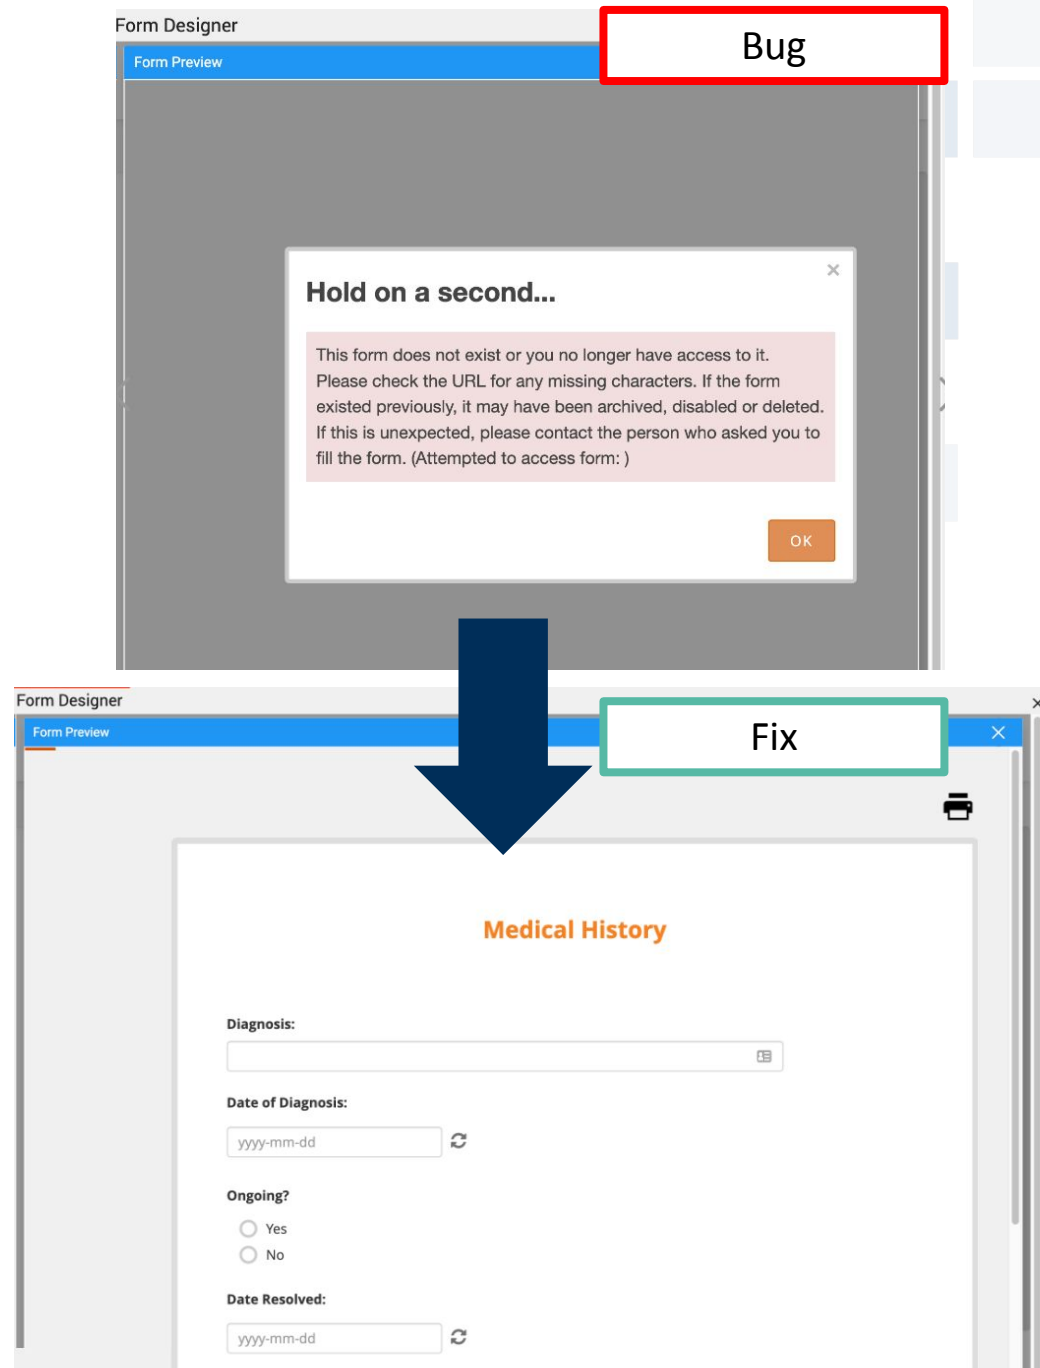 Form Designer
Bug
Form Preview
×
Hold on a second...
This form does not exist or you no longer have access to it.
Please check the URL for any missing characters. If the form
existed previously, it may have been archived, disabled or deleted.
If this is unexpected, please contact the person who asked you to
fill the form. (Attempted to access form: )
OK
Form Designer
Fix
Form Preview
Medical History
Diagnosis:
Date of Diagnosis:
yyyy-mm-dd
Ongoing?
Yes
No
Date Resolved:
yyyy-mm-dd